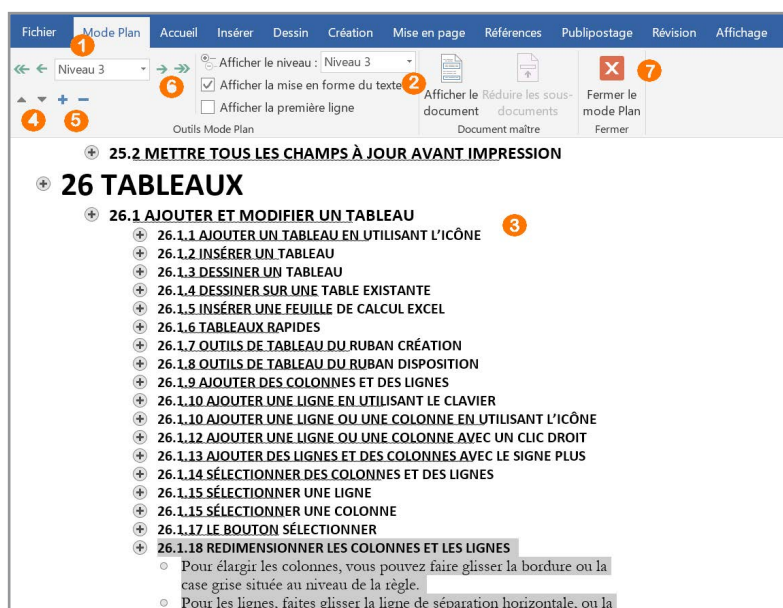 Fichier Mode Plan Accueil Insérer Dessin Création Mise en page Références Publipostage Révision Affichage
1
Niveau 3 Afficher le niveau : Niveau 3
6 Afficher la mise en forme du texte 2 7
4 5 Afficher la première ligne
Afficher le document Réduire les sous-documents Fermer le mode Plan
Outils Mode Plan Document maître Fermer
25.2 METTRE TOUS LES CHAMPS À JOUR AVANT IMPRESSION
26 TABLEAUX
26.1 AJOUTER ET MODIFIER UN TABLEAU
3
26.1.1 AJOUTER UN TABLEAU EN UTILISANT L’ICÔNE
26.1.2 INSÉRER UN TABLEAU
26.1.3 DESSINER UN TABLEAU
26.1.4 DESSINER SUR UNE TABLE EXISTANTE
26.1.5 INSÉRER UNE FEUILLE DE CALCUL EXCEL
26.1.6 TABLEAUX RAPIDES
26.1.7 OUTILS DE TABLEAU DU RUBAN CRÉATION
26.1.8 OUTILS DE TABLEAU DU RUBAN DISPOSITION
26.1.9 AJOUTER DES COLONNES ET DES LIGNES
26.1.10 AJOUTER UNE LIGNE EN UTILISANT LE CLAVIER
26.1.10 AJOUTER UNE LIGNE OU UNE COLONNE EN UTILISANT L’ICÔNE
26.1.12 AJOUTER UNE LIGNE OU UNE COLONNE AVEC UN CLIC DROIT
26.1.13 AJOUTER DES LIGNES ET DES COLONNES AVEC LE SIGNE PLUS
26.1.14 SÉLECTIONNER DES COLONNES ET DES LIGNES
26.1.15 SÉLECTIONNER UNE LIGNE
26.1.15 SÉLECTIONNER UNE COLONNE
26.1.17 LE BOUTON SÉLECTIONNER
26.1.18 REDIMENSIONNER LES COLONNES ET LES LIGNES
Pour élargir les colonnes, vous pouvez faire glisser la bordure ou la
case grise située au niveau de la règle.
Pour les lignes, faites glisser la ligne de séparation horizontale, ou la